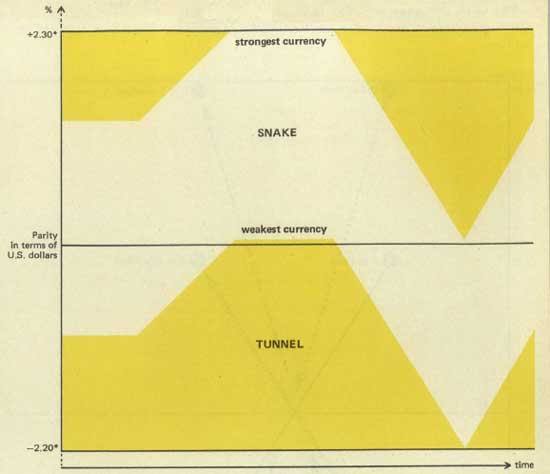 %
+2.30*
strongest currency
SNAKE
weakest currency
Parity
in terms of
U.S. dollars
TUNNEL
−2.20*
time